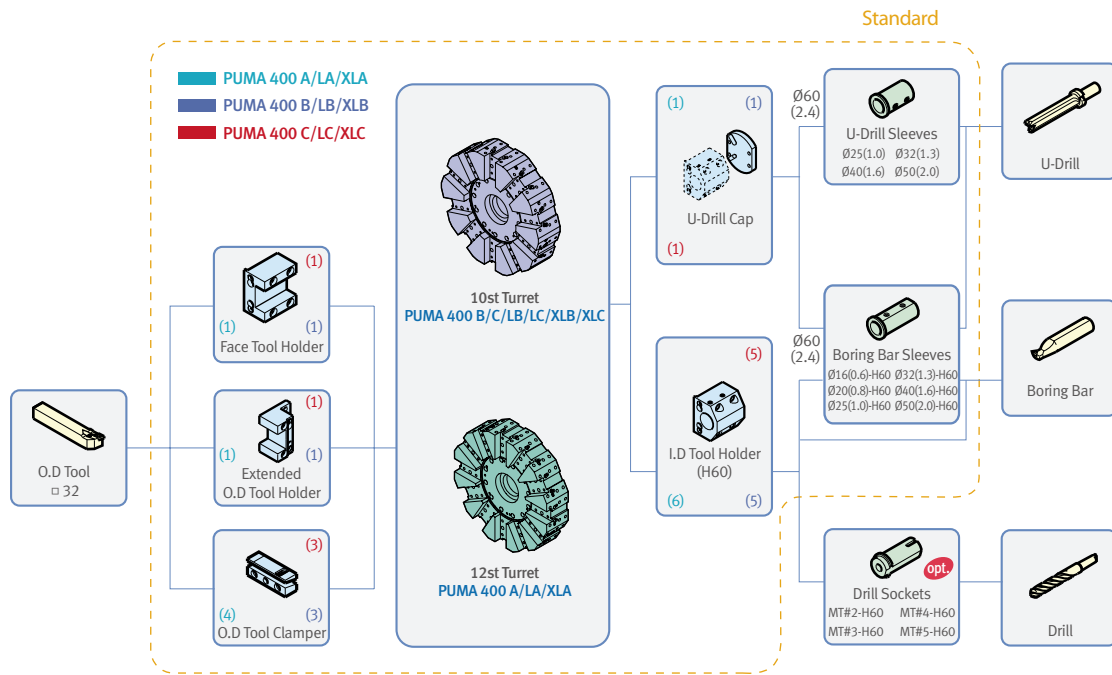 Standard
PUMA 400 A/LA/XLA
PUMA 400 B/LB/XLB
PUMA 400 C/LC/XLC
O.D Tool
□ 32
(1)
(1)
(1)
Face Tool Holder
(1)
(1)
(1)
Extended
O.D Tool Holder
(3)
(4)
(3)
O.D Tool Clamper
10st Turret
PUMA 400 B/C/LB/LC/XLB/XLC
12st Turret
PUMA 400 A/LA/XLA
(1)
(1)
U-Drill Cap
(1)
(5)
I.D Tool Holder
(H60)
(6)
(5)
Ø60
(2.4)
U-Drill Sleeves
Ø25(1.0) Ø32(1.3)
Ø40(1.6) Ø50(2.0)
Ø60
(2.4)
Boring Bar Sleeves
Ø16(0.6)-H60 Ø32(1.3)-H60
Ø20(0.8)-H60 Ø40(1.6)-H60
Ø25(1.0)-H60 Ø50(2.0)-H60
opt.
Drill Sockets
MT#2-H60 MT#4-H60
MT#3-H60 MT#5-H60
U-Drill
Boring Bar
Drill